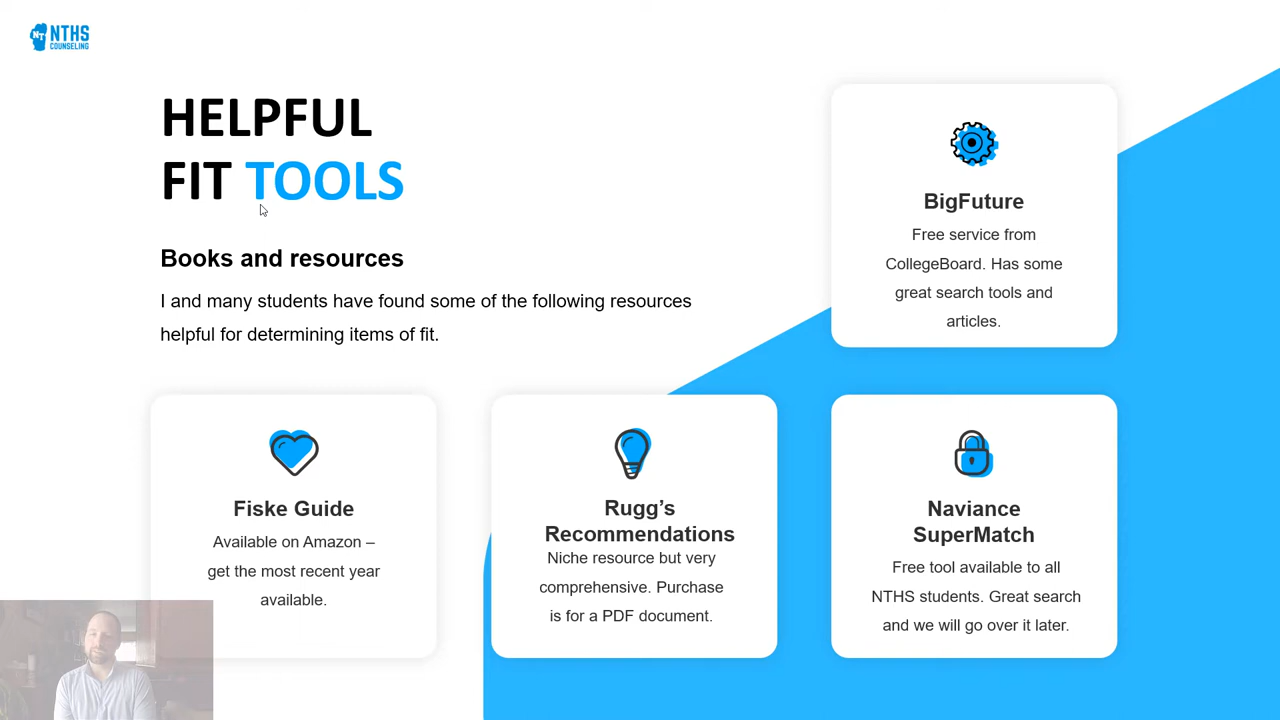 NT
NTHS
COUNSELING
HELPFUL
FIT TOOLS
Books and resources
I and many students have found some of the following resources
helpful for determining items of fit.
BigFuture
Free service from
CollegeBoard. Has some
great search tools and
articles.
Fiske Guide
Available on Amazon –
get the most recent year
available.
Rugg’s
Recommendations
Niche resource but very
comprehensive. Purchase
is for a PDF document.
Naviance
SuperMatch
Free tool available to all
NTHS students. Great search
and we will go over it later.